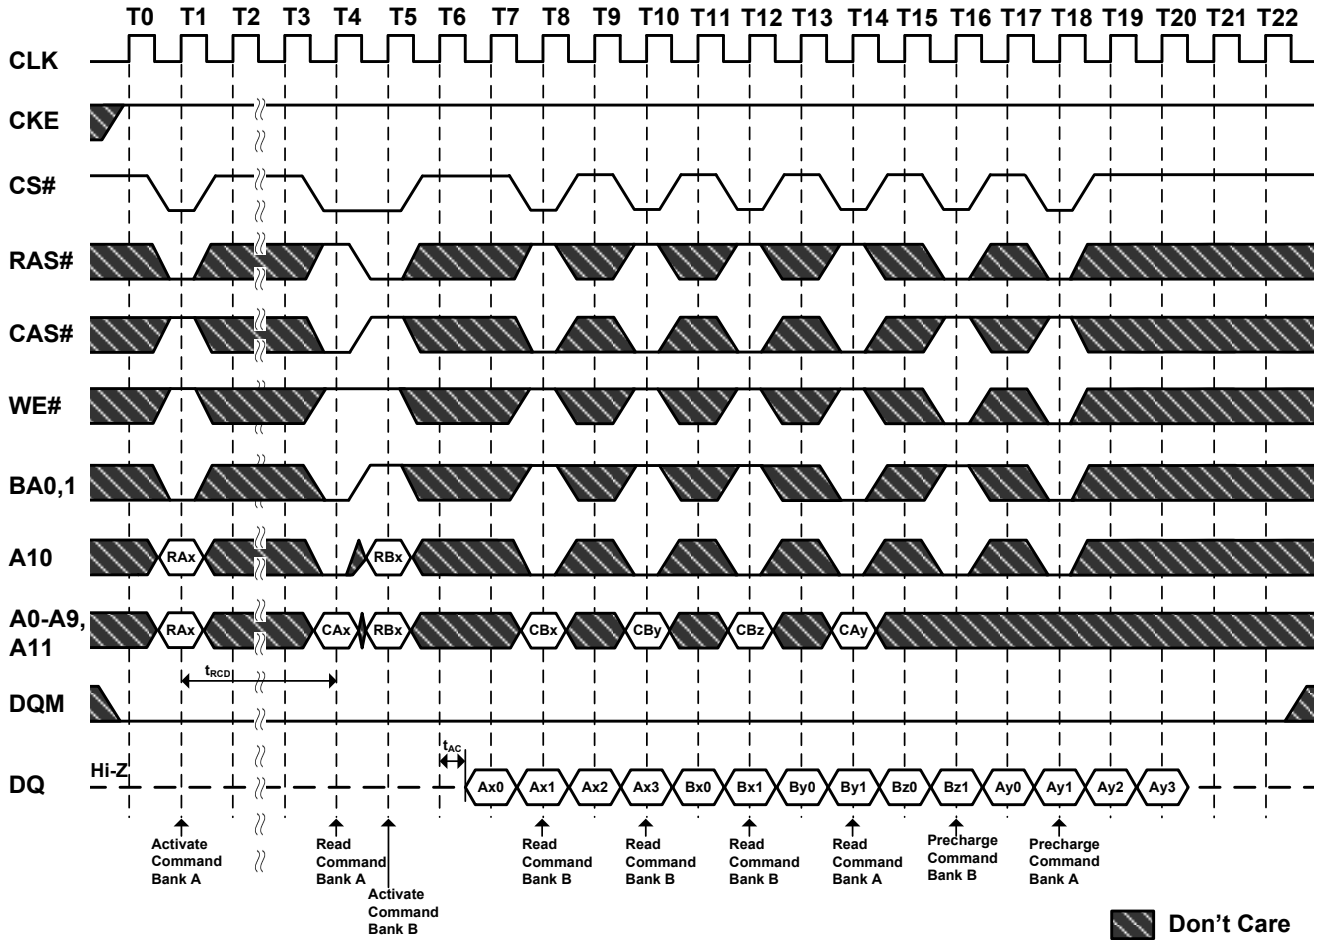 T0 T1 T2 T3 T4 T5 T6 T7 T8 T9 T10 T11 T12 T13 T14 T15 T16 T17 T18 T19 T20 T21 T22
CLK
CKE
CS#
RAS#
CAS#
WE#
BA0,1
A10
RAx RBx
A0-A9,
A11
RAx CAx RBx CBx CBy CBz CAy
tRCD
DQM
tAC
DQ
Hi-Z
Ax0 Ax1 Ax2 Ax3 Bx0 Bx1 By0 By1 Bz0 Bz1 Ay0 Ay1 Ay2 Ay3
Activate
Command
Bank A
Read
Command
Bank A
Activate
Command
Bank B
Read
Command
Bank B
Read
Command
Bank B
Read
Command
Bank B
Read
Command
Bank A
Precharge
Command
Bank B
Precharge
Command
Bank A
Don't Care